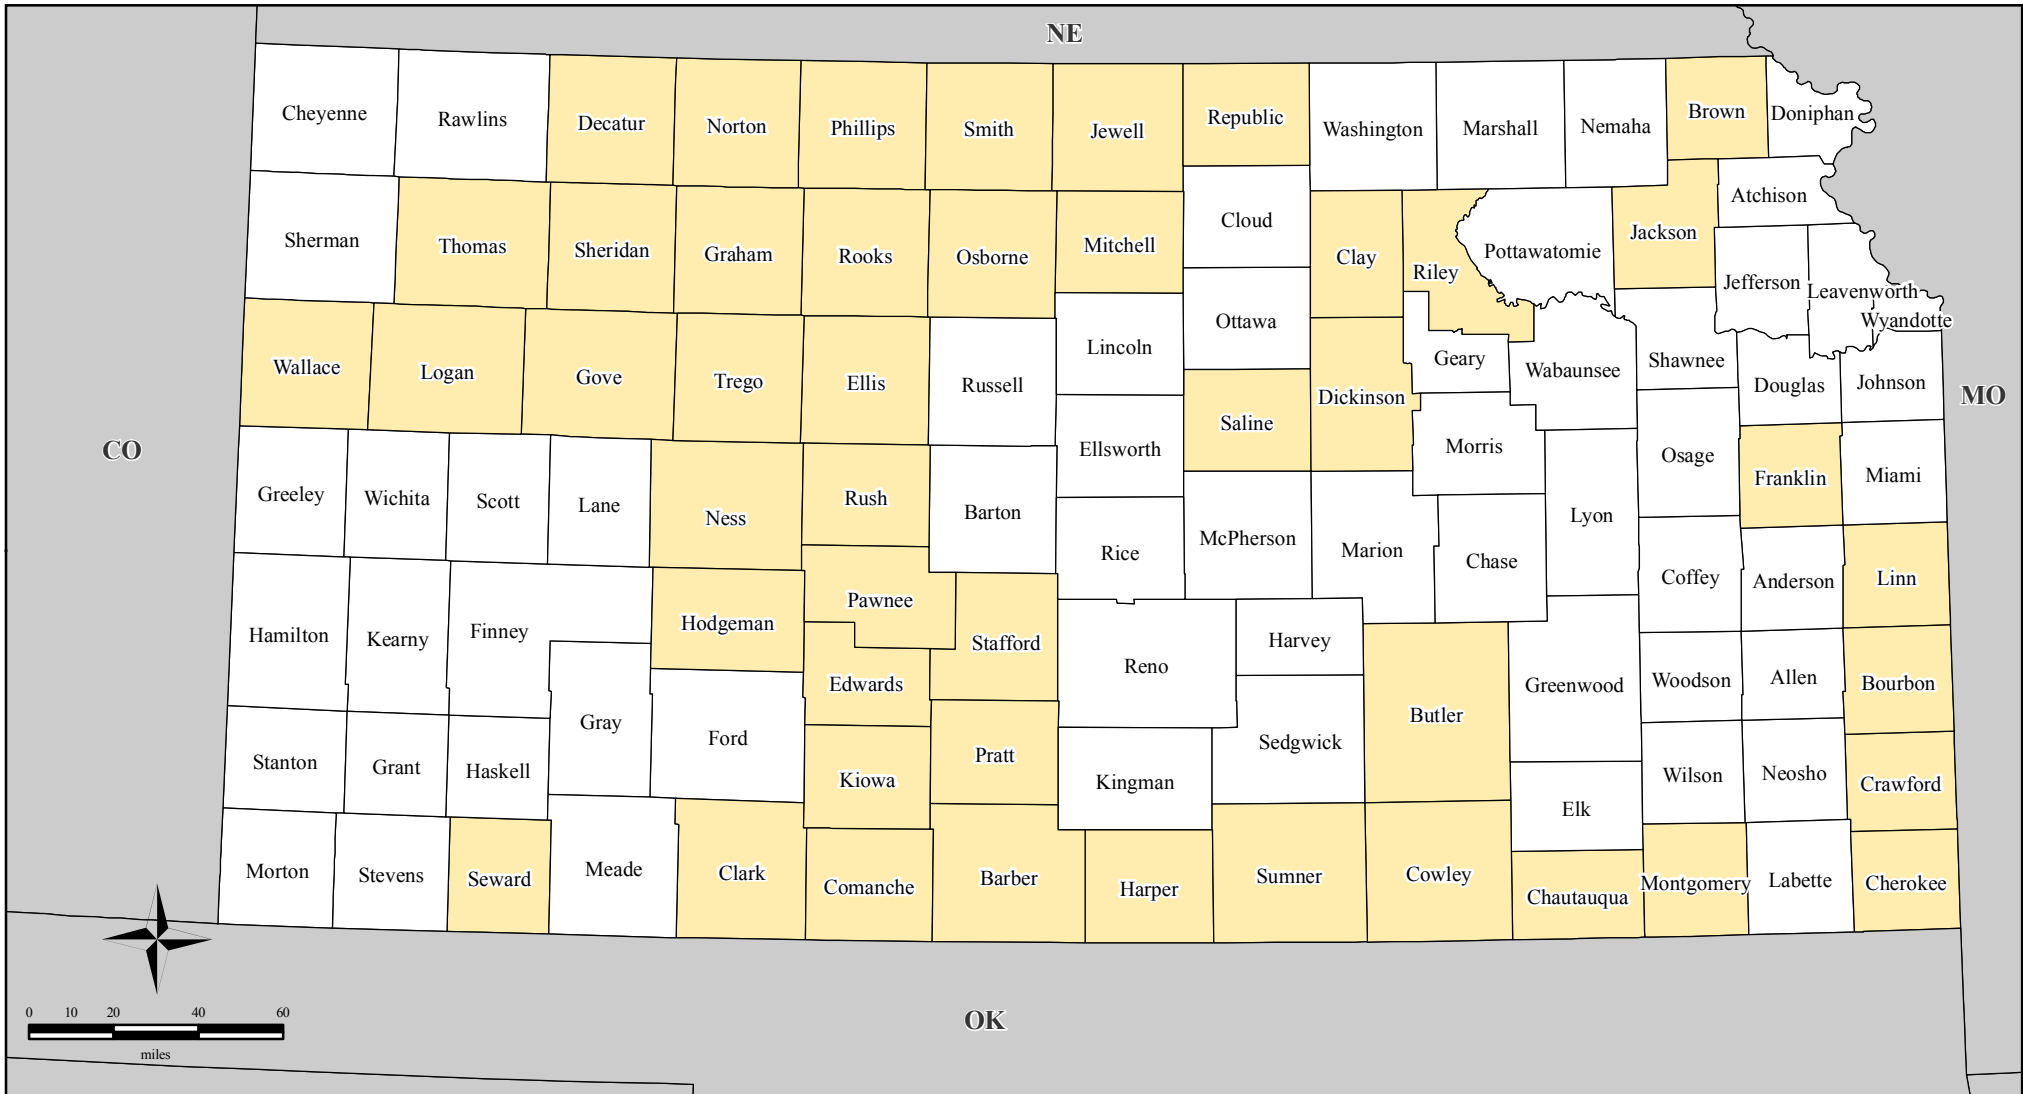 NE
Cheyenne
Rawlins
Decatur
Norton
Phillips
Smith
Jewell
Republic
Washington
Marshall
Nemaha
Brown
Doniphan
Sherman
Thomas
Sheridan
Graham
Rooks
Osborne
Mitchell
Cloud
Clay
Riley
Pottawatomie
Jackson
Atchison
Jefferson
Leavenworth
Wyandotte
Wallace
Logan
Gove
Trego
Ellis
Russell
Lincoln
Ottawa
Saline
Dickinson
Geary
Wabaunsee
Shawnee
Douglas
Johnson
MO
CO
Greeley
Wichita
Scott
Lane
Ness
Rush
Barton
Ellsworth
Rice
McPherson
Marion
Morris
Chase
Lyon
Osage
Franklin
Miami
Hamilton
Kearny
Finney
Hodgeman
Pawnee
Stafford
Edwards
Reno
Harvey
Butler
Greenwood
Coffey
Anderson
Linn
Woodson
Allen
Bourbon
Stanton
Grant
Haskell
Gray
Ford
Kiowa
Pratt
Kingman
Sedgwick
Elk
Wilson
Neosho
Crawford
Morton
Stevens
Seward
Meade
Clark
Comanche
Barber
Harper
Sumner
Cowley
Chautauqua
Montgomery
Labette
Cherokee
0 10 20 40 60
miles
OK